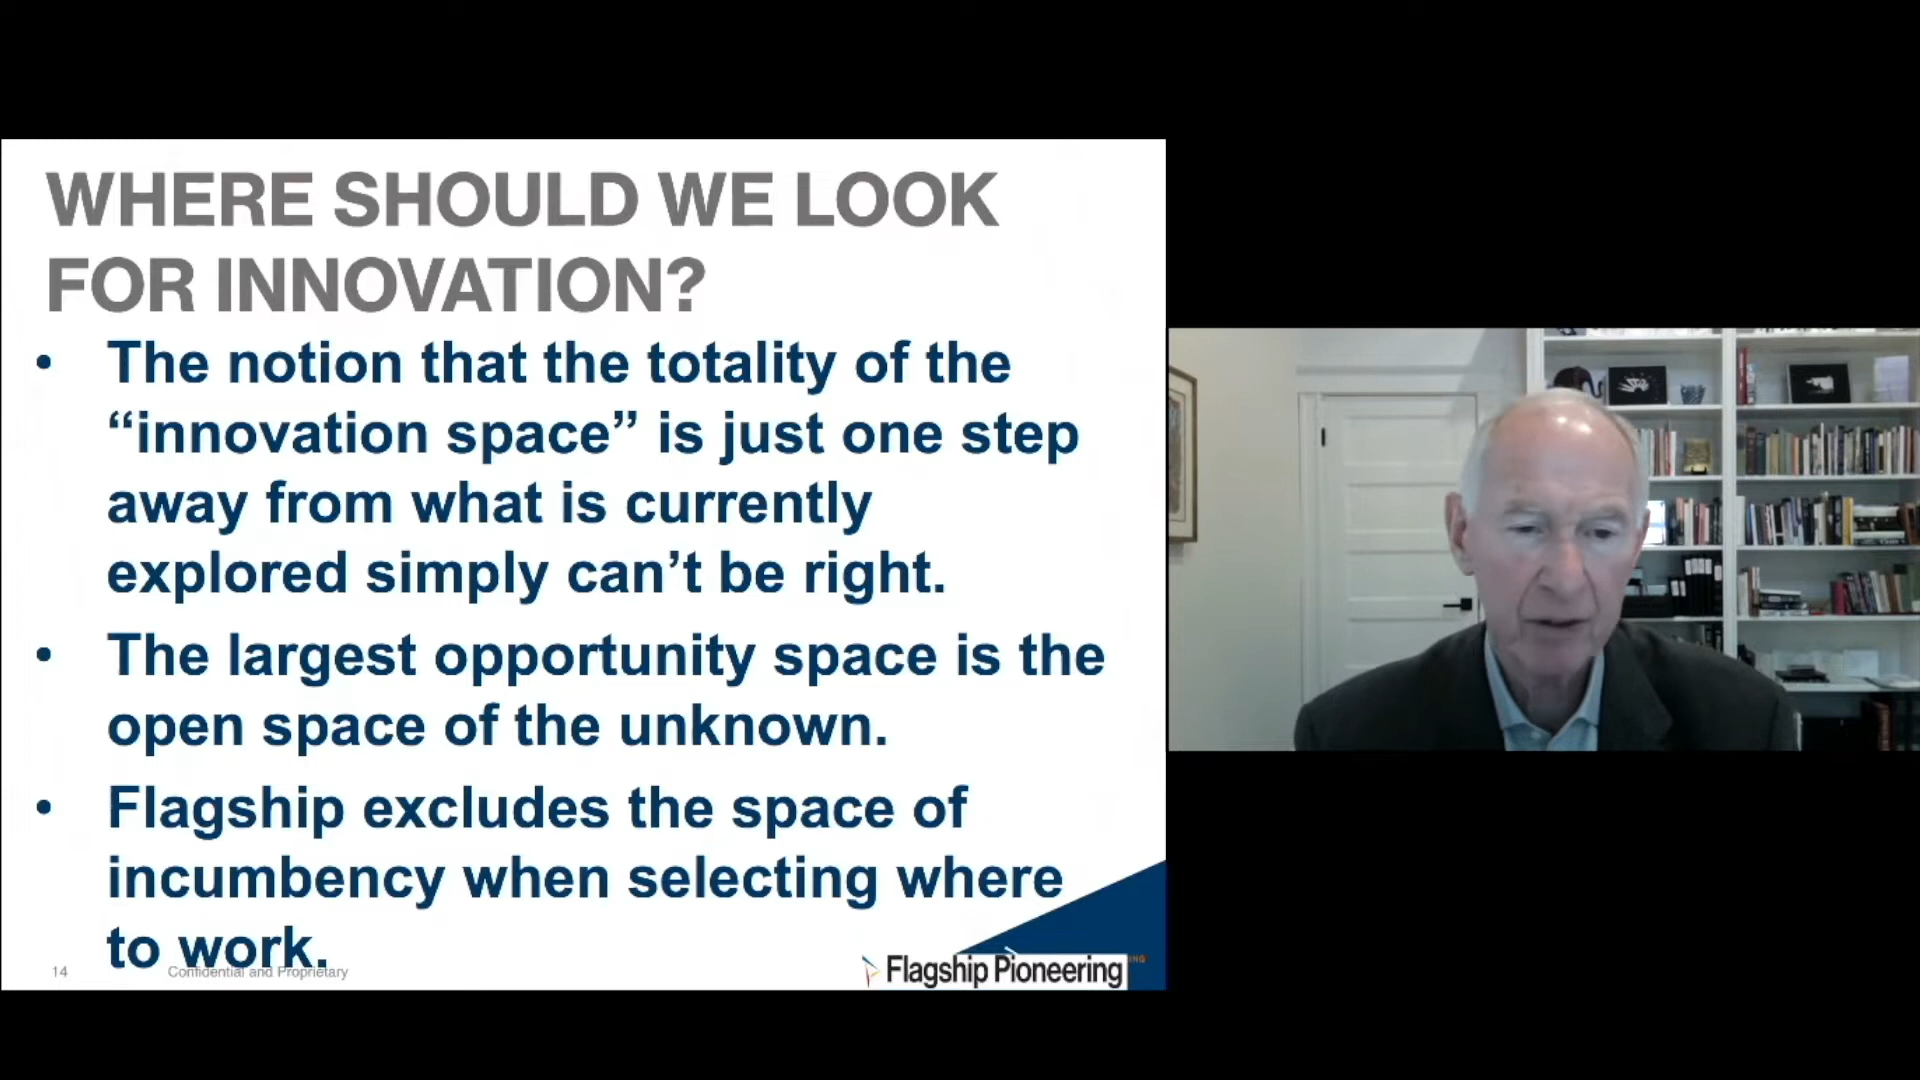 WHERE SHOULD WE LOOK
FOR INNOVATION?
• The notion that the totality of the
“innovation space” is just one step
away from what is currently
explored simply can’t be right.
• The largest opportunity space is the
open space of the unknown.
• Flagship excludes the space of
incumbency when selecting where
to work.
14
Confidential and Proprietary
Flagship Pioneering